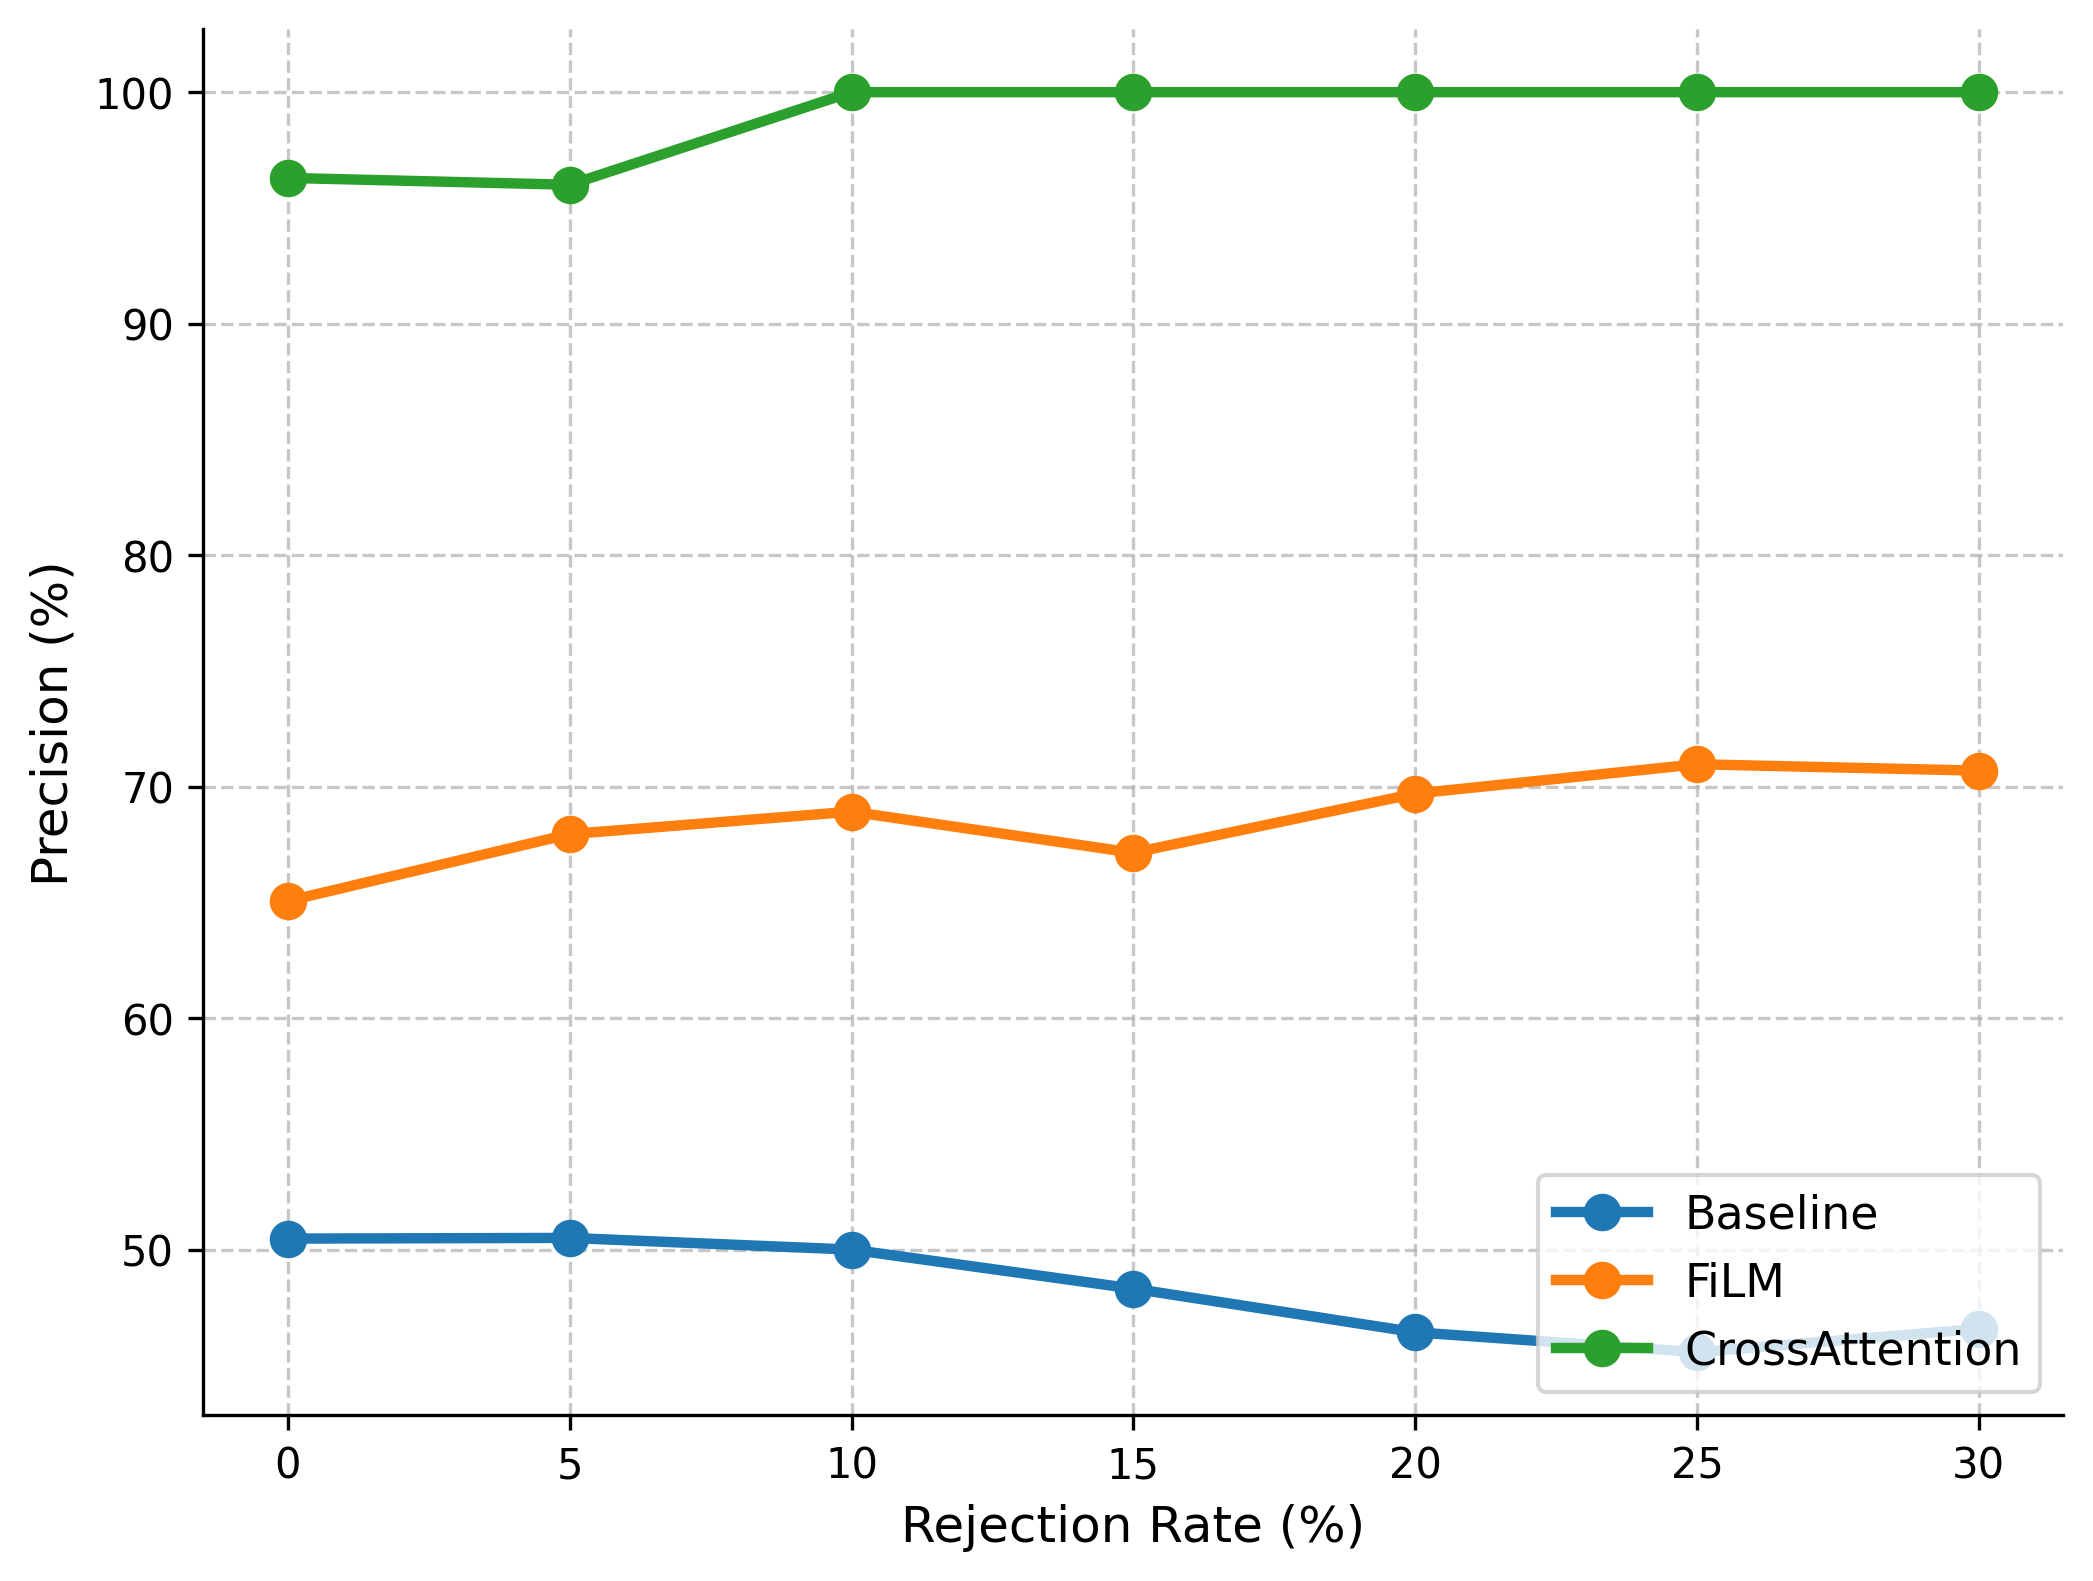 100
90
80
70
60
50
Precision (%)
0 5 10 15 20 25 30
Rejection Rate (%)
Baseline
FiLM
CrossAttention